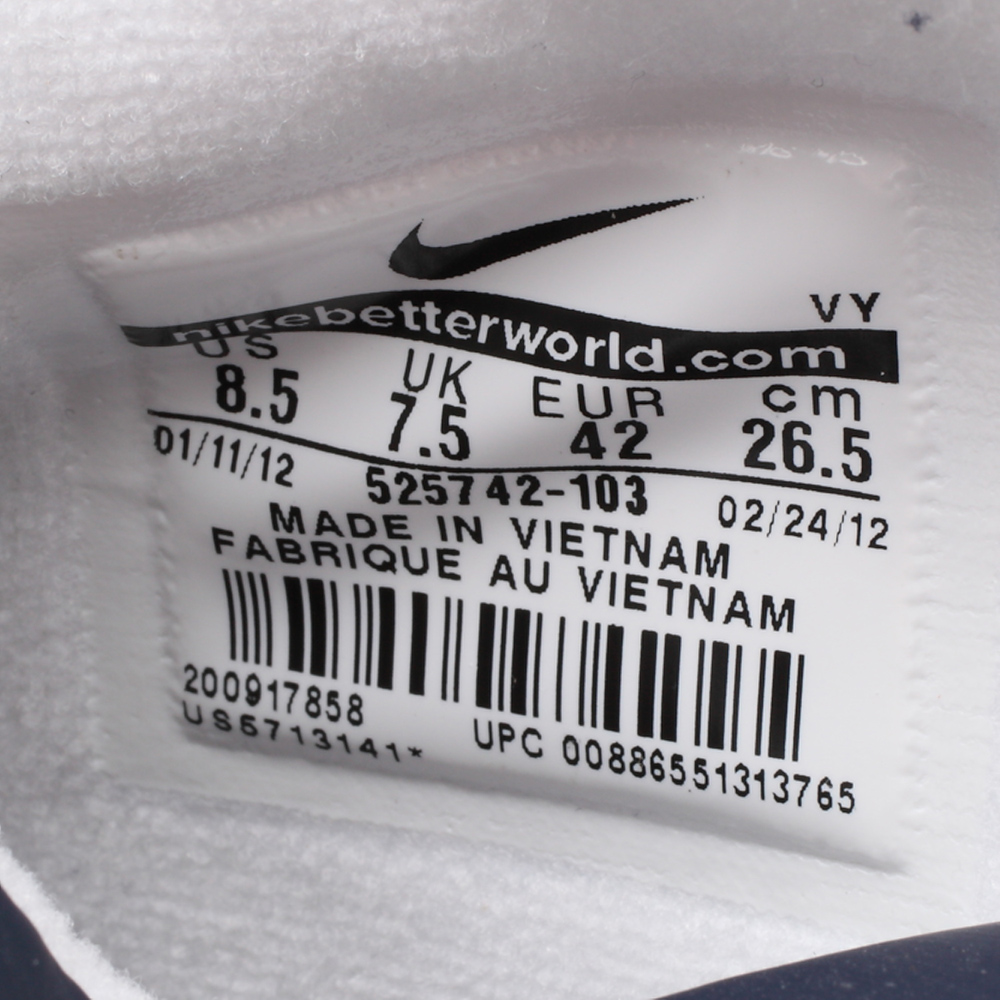 VY
nikebetterworld.com
US UK EUR cm
8.5 7.5 42 26.5
01/11/12 525742-103 02/24/12
MADE IN VIETNAM
FABRIQUE AU VIETNAM
200917858
US6713141* UPC 00886551313765